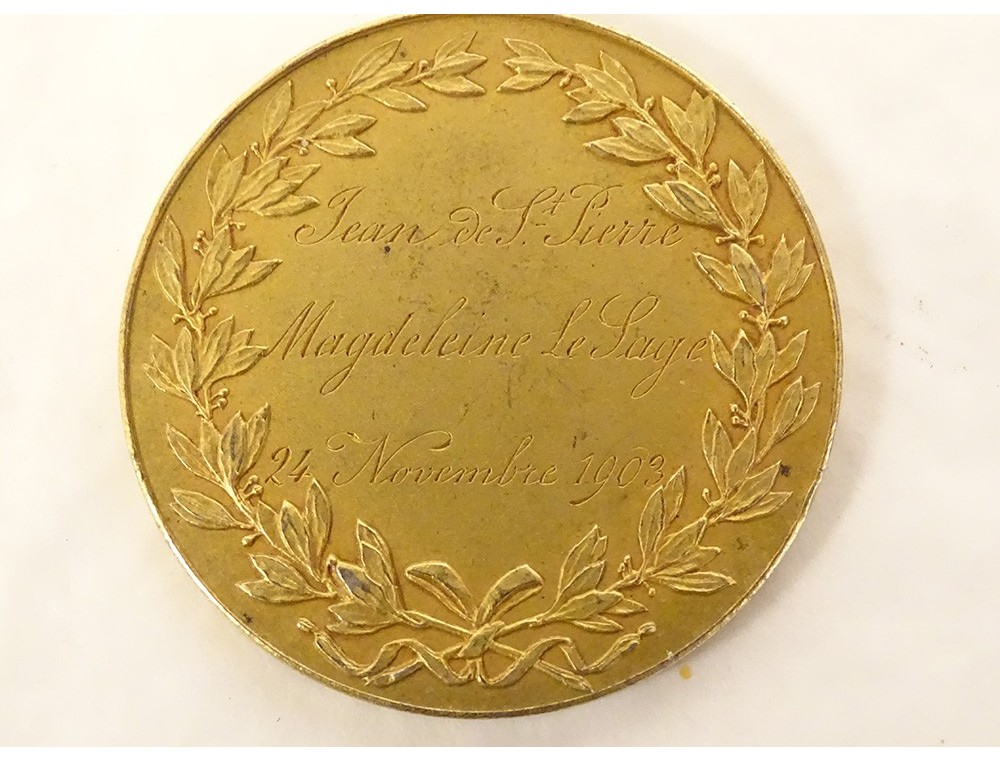 Jean de St Pierre
Magdeleine Le Sage
24 Novembre 1903